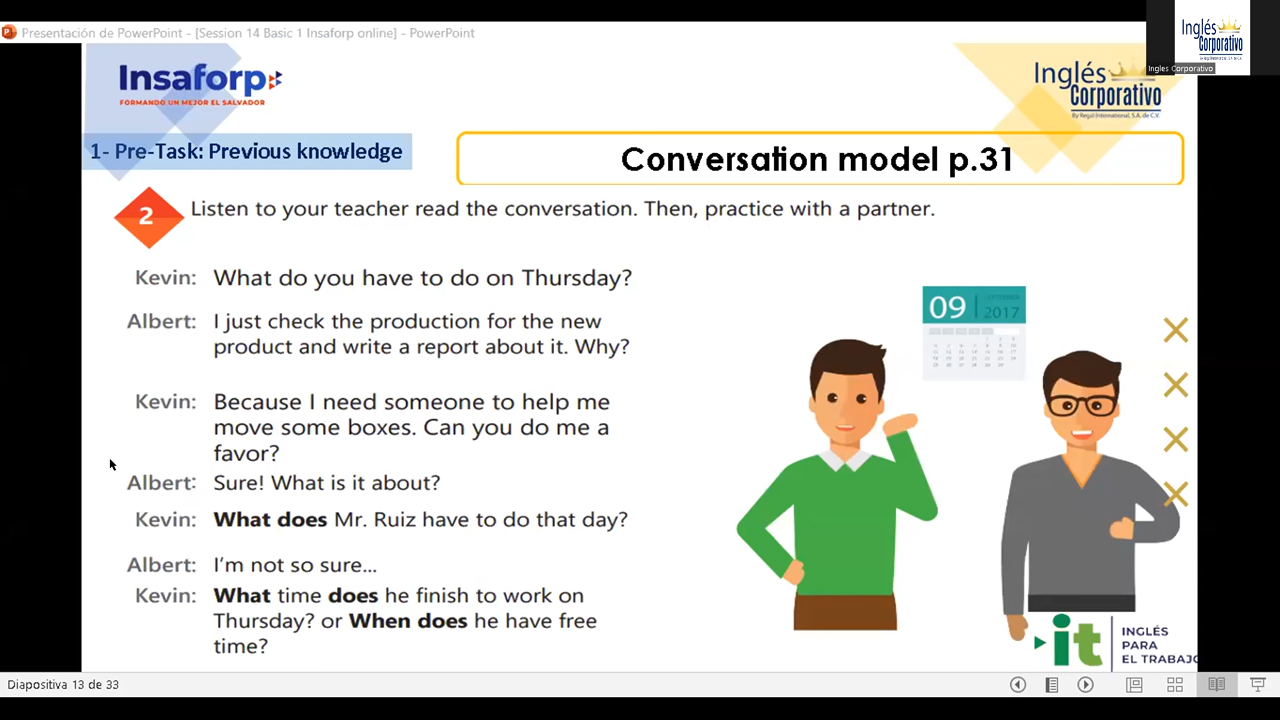 Presentación de PowerPoint - [Session 14 Basic 1 Insaforp online] - PowerPoint
Inglés
Corporativo
Ingles Corporativo
Insaforp
FORMANDO UN MEJOR EL SALVADOR
Inglés
Corporativo
By Regal International, S.A. de C.V.
1- Pre-Task: Previous knowledge
Conversation model p.31
2
Listen to your teacher read the conversation. Then, practice with a partner.
Kevin: What do you have to do on Thursday?
Albert: I just check the production for the new
product and write a report about it. Why?
Kevin: Because I need someone to help me
move some boxes. Can you do me a
favor?
Albert: Sure! What is it about?
Kevin: What does Mr. Ruiz have to do that day?
Albert: I'm not so sure...
Kevin: What time does he finish to work on
Thursday? or When does he have free
time?
09
2017
it
INGLÉS
PARA
EL TRABAJO
Diapositiva 13 de 33